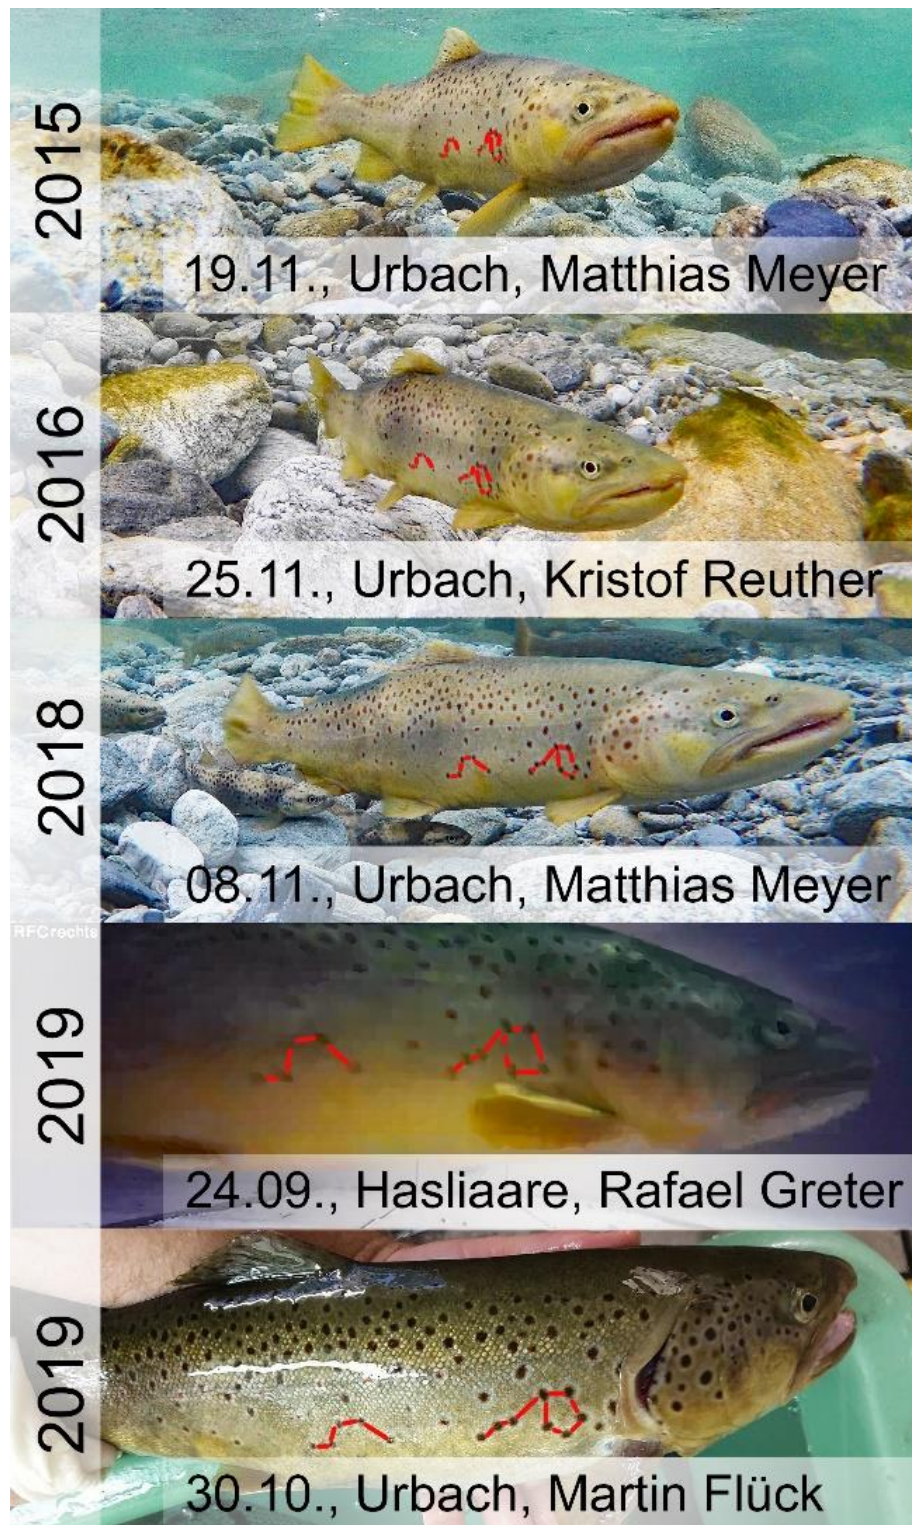 2015
19.11., Urbach, Matthias Meyer
2016
25.11., Urbach, Kristof Reuther
2018
08.11., Urbach, Matthias Meyer
RFCrechts
2019
24.09., Hasliaare, Rafael Greter
2019
30.10., Urbach, Martin Flück